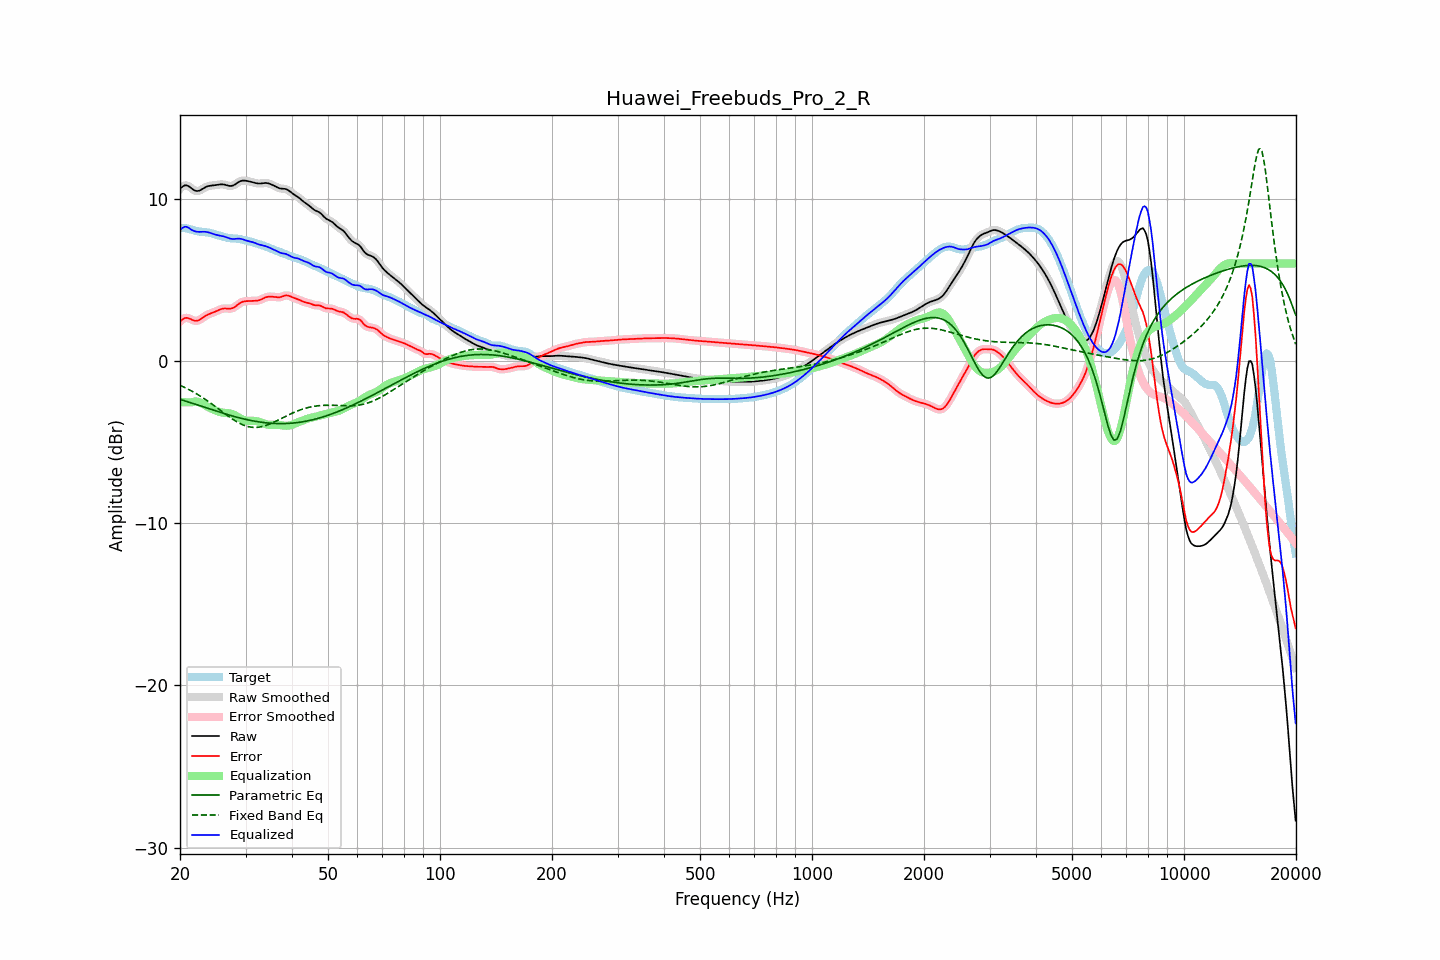 Huawei_Freebuds_Pro_2_R
Amplitude (dBr)
10
0
−10
−20
−30
Target
Raw Smoothed
Error Smoothed
Raw
Error
Equalization
Parametric Eq
Fixed Band Eq
Equalized
20 50 100 200 500 1000 2000 5000 10000 20000
Frequency (Hz)